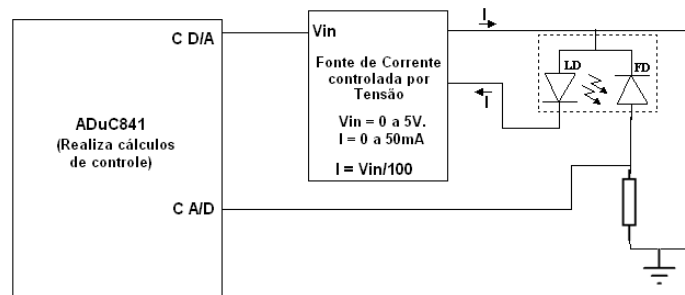 C D/A
ADuC841
(Realiza cálculos
de controle)
C A/D
Vin
Fonte de Corrente
controlada por
Tensão
Vin = 0 a 5V.
I = 0 a 50mA
I = Vin/100
I
I
LD
FD